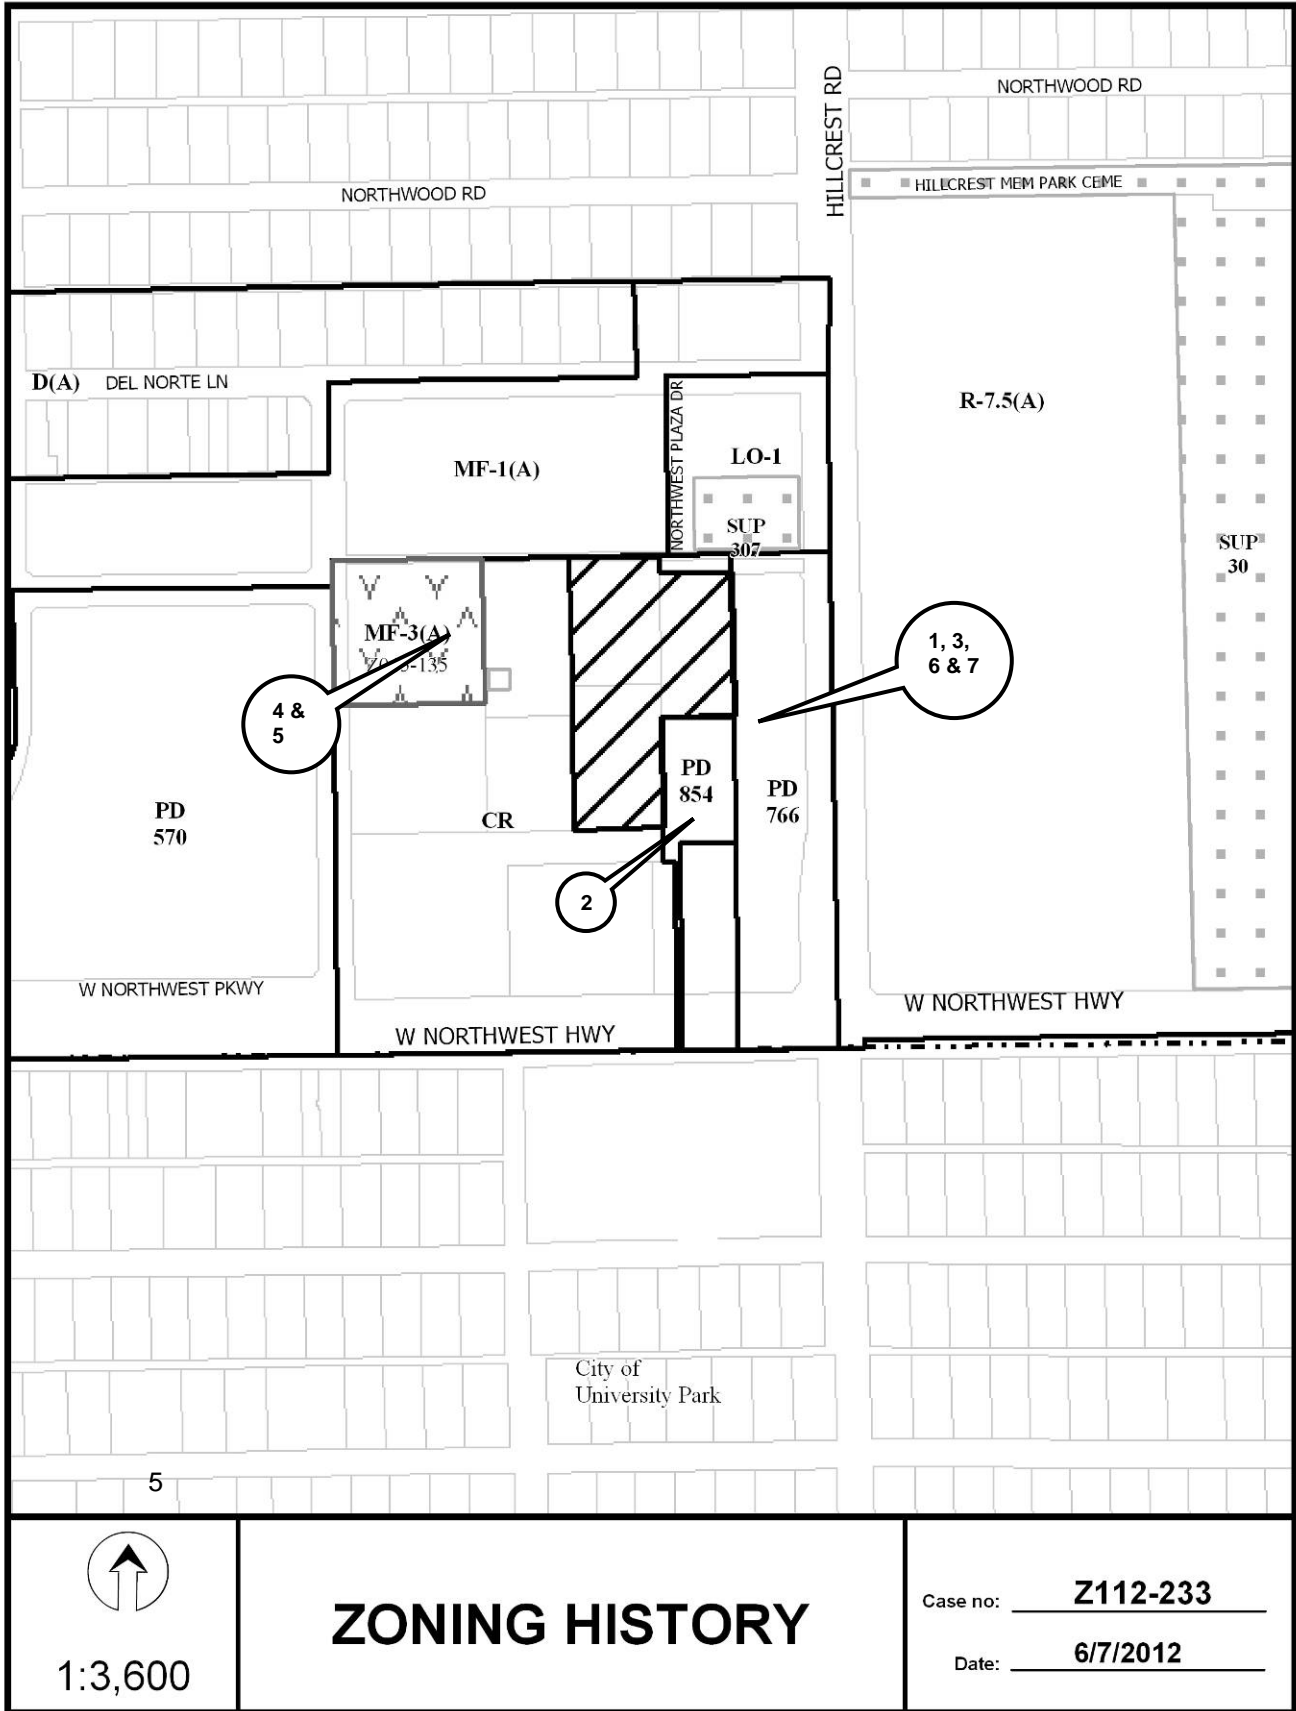 NORTHWOOD RD
HILLCREST RD
NORTHWOOD RD
HILLCREST MEM PARK CEME
D(A)
DEL NORTE LN
NORTHWEST PLAZA DR
R-7.5(A)
MF-1(A)
LO-1
SUP
307
SUP
30
MF-3(A)
1, 3,
6 & 7
4 &
5
PD
854
PD
766
PD
570
CR
2
W NORTHWEST PKWY
W NORTHWEST HWY
W NORTHWEST HWY
City of
University Park
5
1:3,600
ZONING HISTORY
Case no: Z112-233
Date: 6/7/2012